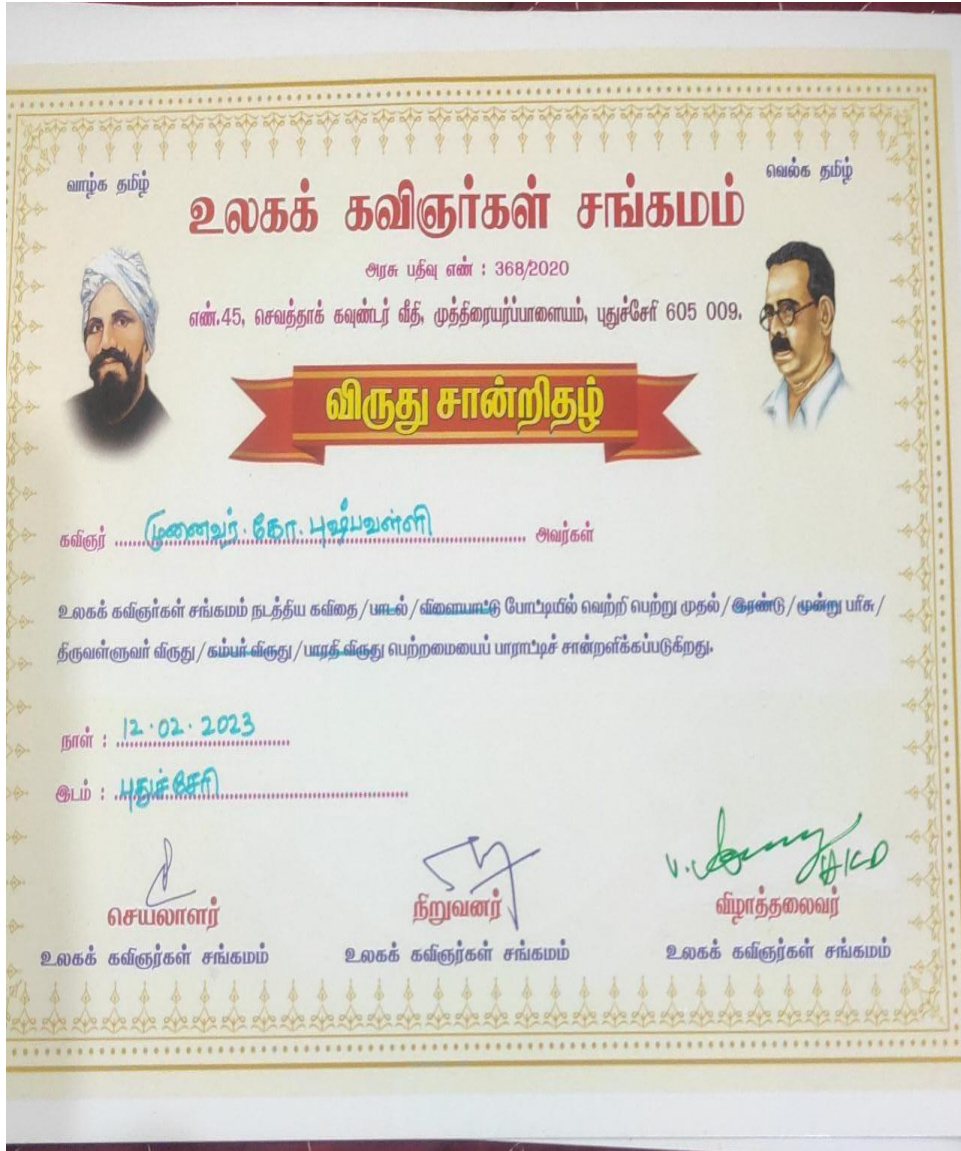 வாழ்க தமிழ்
வெல்க தமிழ்
உலகக் கவிஞர்கள் சங்கமம்
அரசு பதிவு எண் : 368/2020
எண்.45, செவத்தாக் கவுண்டர் வீதி, முத்திரையர்ப்பாளையம், புதுச்சேரி 605 009.
விருது சான்றிதழ்
கவிஞர் முனைவர். கோ. புஷ்பவள்ளி அவர்கள்
உலகக் கவிஞர்கள் சங்கமம் நடத்திய கவிதை / பாடல் / விளையாட்டு போட்டியில் வெற்றி பெற்று முதல் / இரண்டு / மூன்று பரிசு /
திருவள்ளுவர் விருது / கம்பர் விருது / பாரதி விருது பெற்றமையைப் பாராட்டிச் சான்றளிக்கப்படுகிறது.
நாள் : 12.02.2023
இடம் : புதுச்சேரி
செயலாளர் நிறுவனர் விழாத்தலைவர்
உலகக் கவிஞர்கள் சங்கமம் உலகக் கவிஞர்கள் சங்கமம் உலகக் கவிஞர்கள் சங்கமம்